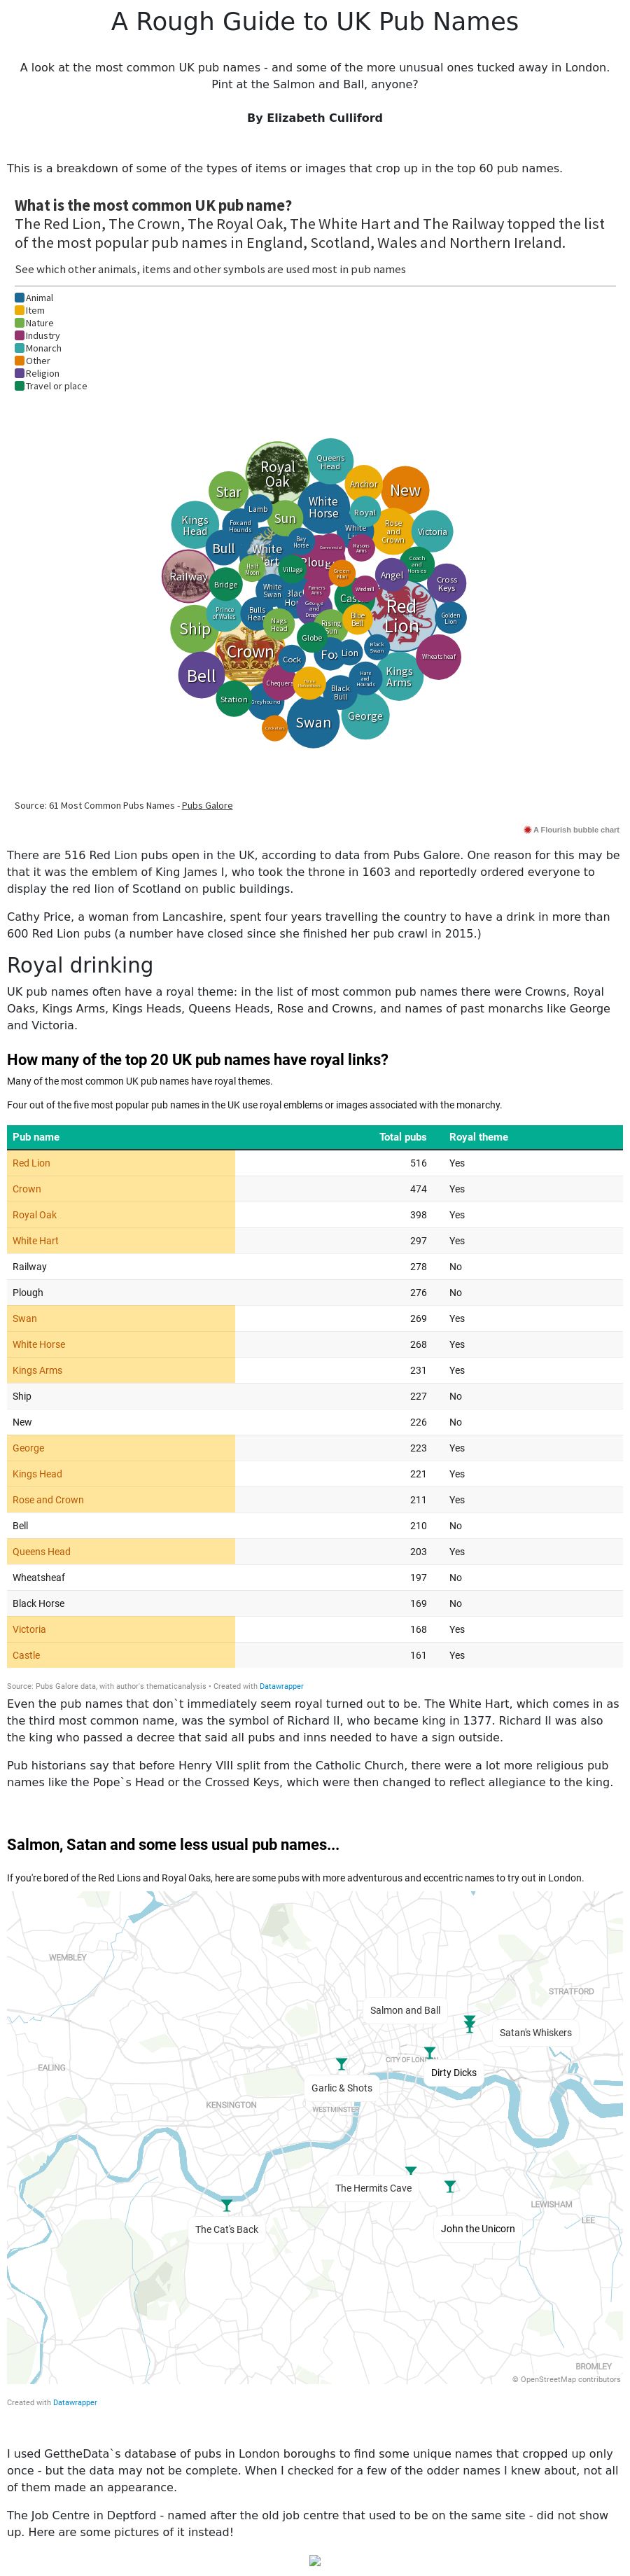 A Rough Guide to UK Pub Names
A look at the most common UK pub names - and some of the more unusual ones tucked away in London.
Pint at the Salmon and Ball, anyone?
By Elizabeth Culliford
This is a breakdown of some of the types of items or images that crop up in the top 60 pub names.
What is the most common UK pub name?
The Red Lion, The Crown, The Royal Oak, The White Hart and The Railway topped the list
of the most popular pub names in England, Scotland, Wales and Northern Ireland.
See which other animals, items and other symbols are used most in pub names
Animal
Item
Nature
Industry
Monarch
Other
Religion
Travel or place
Queens
Head
Royal
Oak
Anchor
New
Star
White
Horse
Lamb
Royal
Sun
Kings
Head
Fox and
Hounds
Rose
and
Crown
Victoria
White
Bull
Bay
Horse
White
Masons
Arms
Coach
and
Horses
Half
Moon
Village
Green
Man
Angel
Railway
Bridge
Cross
Keys
White
Swan
Farmers
Arms
Red
Lion
Prince
of Wales
Bulls
Head
George
and
Golden
Lion
Ship
Nags
Head
Rising
Sun
Blue
Bell
Globe
Black
Swan
Crown
Cock
Lion
Wheatsheaf
Bell
Chequers
Hare
and
Hounds
Kings
Arms
Black
Bull
Station
Greyhound
George
Swan
Source: 61 Most Common Pubs Names - Pubs Galore
A Flourish bubble chart
There are 516 Red Lion pubs open in the UK, according to data from Pubs Galore. One reason for this may be
that it was the emblem of King James I, who took the throne in 1603 and reportedly ordered everyone to
display the red lion of Scotland on public buildings.
Cathy Price, a woman from Lancashire, spent four years travelling the country to have a drink in more than
600 Red Lion pubs (a number have closed since she finished her pub crawl in 2015.)
Royal drinking
UK pub names often have a royal theme: in the list of most common pub names there were Crowns, Royal
Oaks, Kings Arms, Kings Heads, Queens Heads, Rose and Crowns, and names of past monarchs like George
and Victoria.
How many of the top 20 UK pub names have royal links?
Many of the most common UK pub names have royal themes.
Four out of the five most popular pub names in the UK use royal emblems or images associated with the monarchy.
Pub name Total pubs Royal theme
Red Lion 516 Yes
Crown 474 Yes
Royal Oak 398 Yes
White Hart 297 Yes
Railway 278 No
Plough 276 No
Swan 269 Yes
White Horse 268 Yes
Kings Arms 231 Yes
Ship 227 No
New 226 No
George 223 Yes
Kings Head 221 Yes
Rose and Crown 211 Yes
Bell 210 No
Queens Head 203 Yes
Wheatsheaf 197 No
Black Horse 169 No
Victoria 168 Yes
Castle 161 Yes
Source: Pubs Galore data, with author's thematicanalysis • Created with Datawrapper
Even the pub names that don`t immediately seem royal turned out to be. The White Hart, which comes in as
the third most common name, was the symbol of Richard II, who became king in 1377. Richard II was also
the king who passed a decree that said all pubs and inns needed to have a sign outside.
Pub historians say that before Henry VIII split from the Catholic Church, there were a lot more religious pub
names like the Pope`s Head or the Crossed Keys, which were then changed to reflect allegiance to the king.
Salmon, Satan and some less usual pub names...
If you're bored of the Red Lions and Royal Oaks, here are some pubs with more adventurous and eccentric names to try out in London.
WEMBLEY
STRATFORD
Salmon and Ball
Satan's Whiskers
CITY OF LONDON
EALING
Dirty Dicks
Garlic & Shots
KENSINGTON
WESTMINSTER
The Hermits Cave
LEWISHAM
LEE
The Cat's Back
John the Unicorn
BROMLEY
© OpenStreetMap contributors
Created with Datawrapper
I used GettheData`s database of pubs in London boroughs to find some unique names that cropped up only
once - but the data may not be complete. When I checked for a few of the odder names I knew about, not all
of them made an appearance.
The Job Centre in Deptford - named after the old job centre that used to be on the same site - did not show
up. Here are some pictures of it instead!